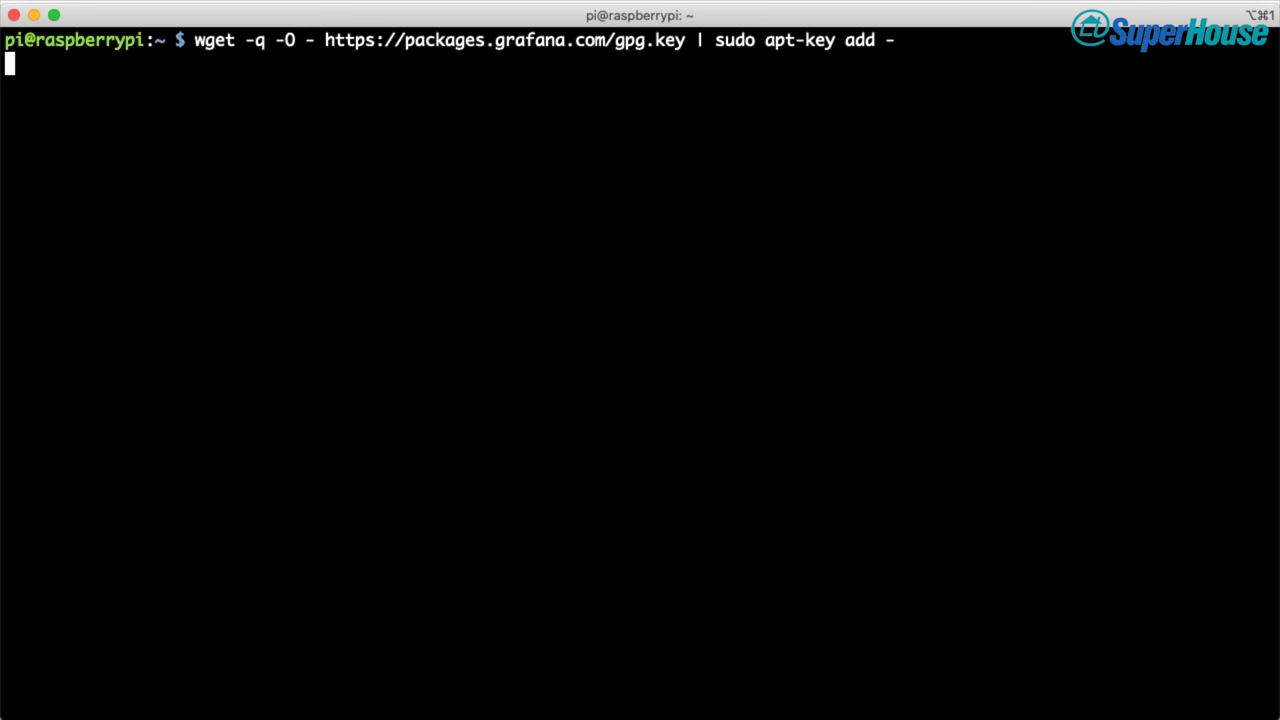 pi@raspberrypi: ~
⌥⌘1
SuperHouse
pi@raspberrypi:~ $ wget -q -O - https://packages.grafana.com/gpg.key | sudo apt-key add -